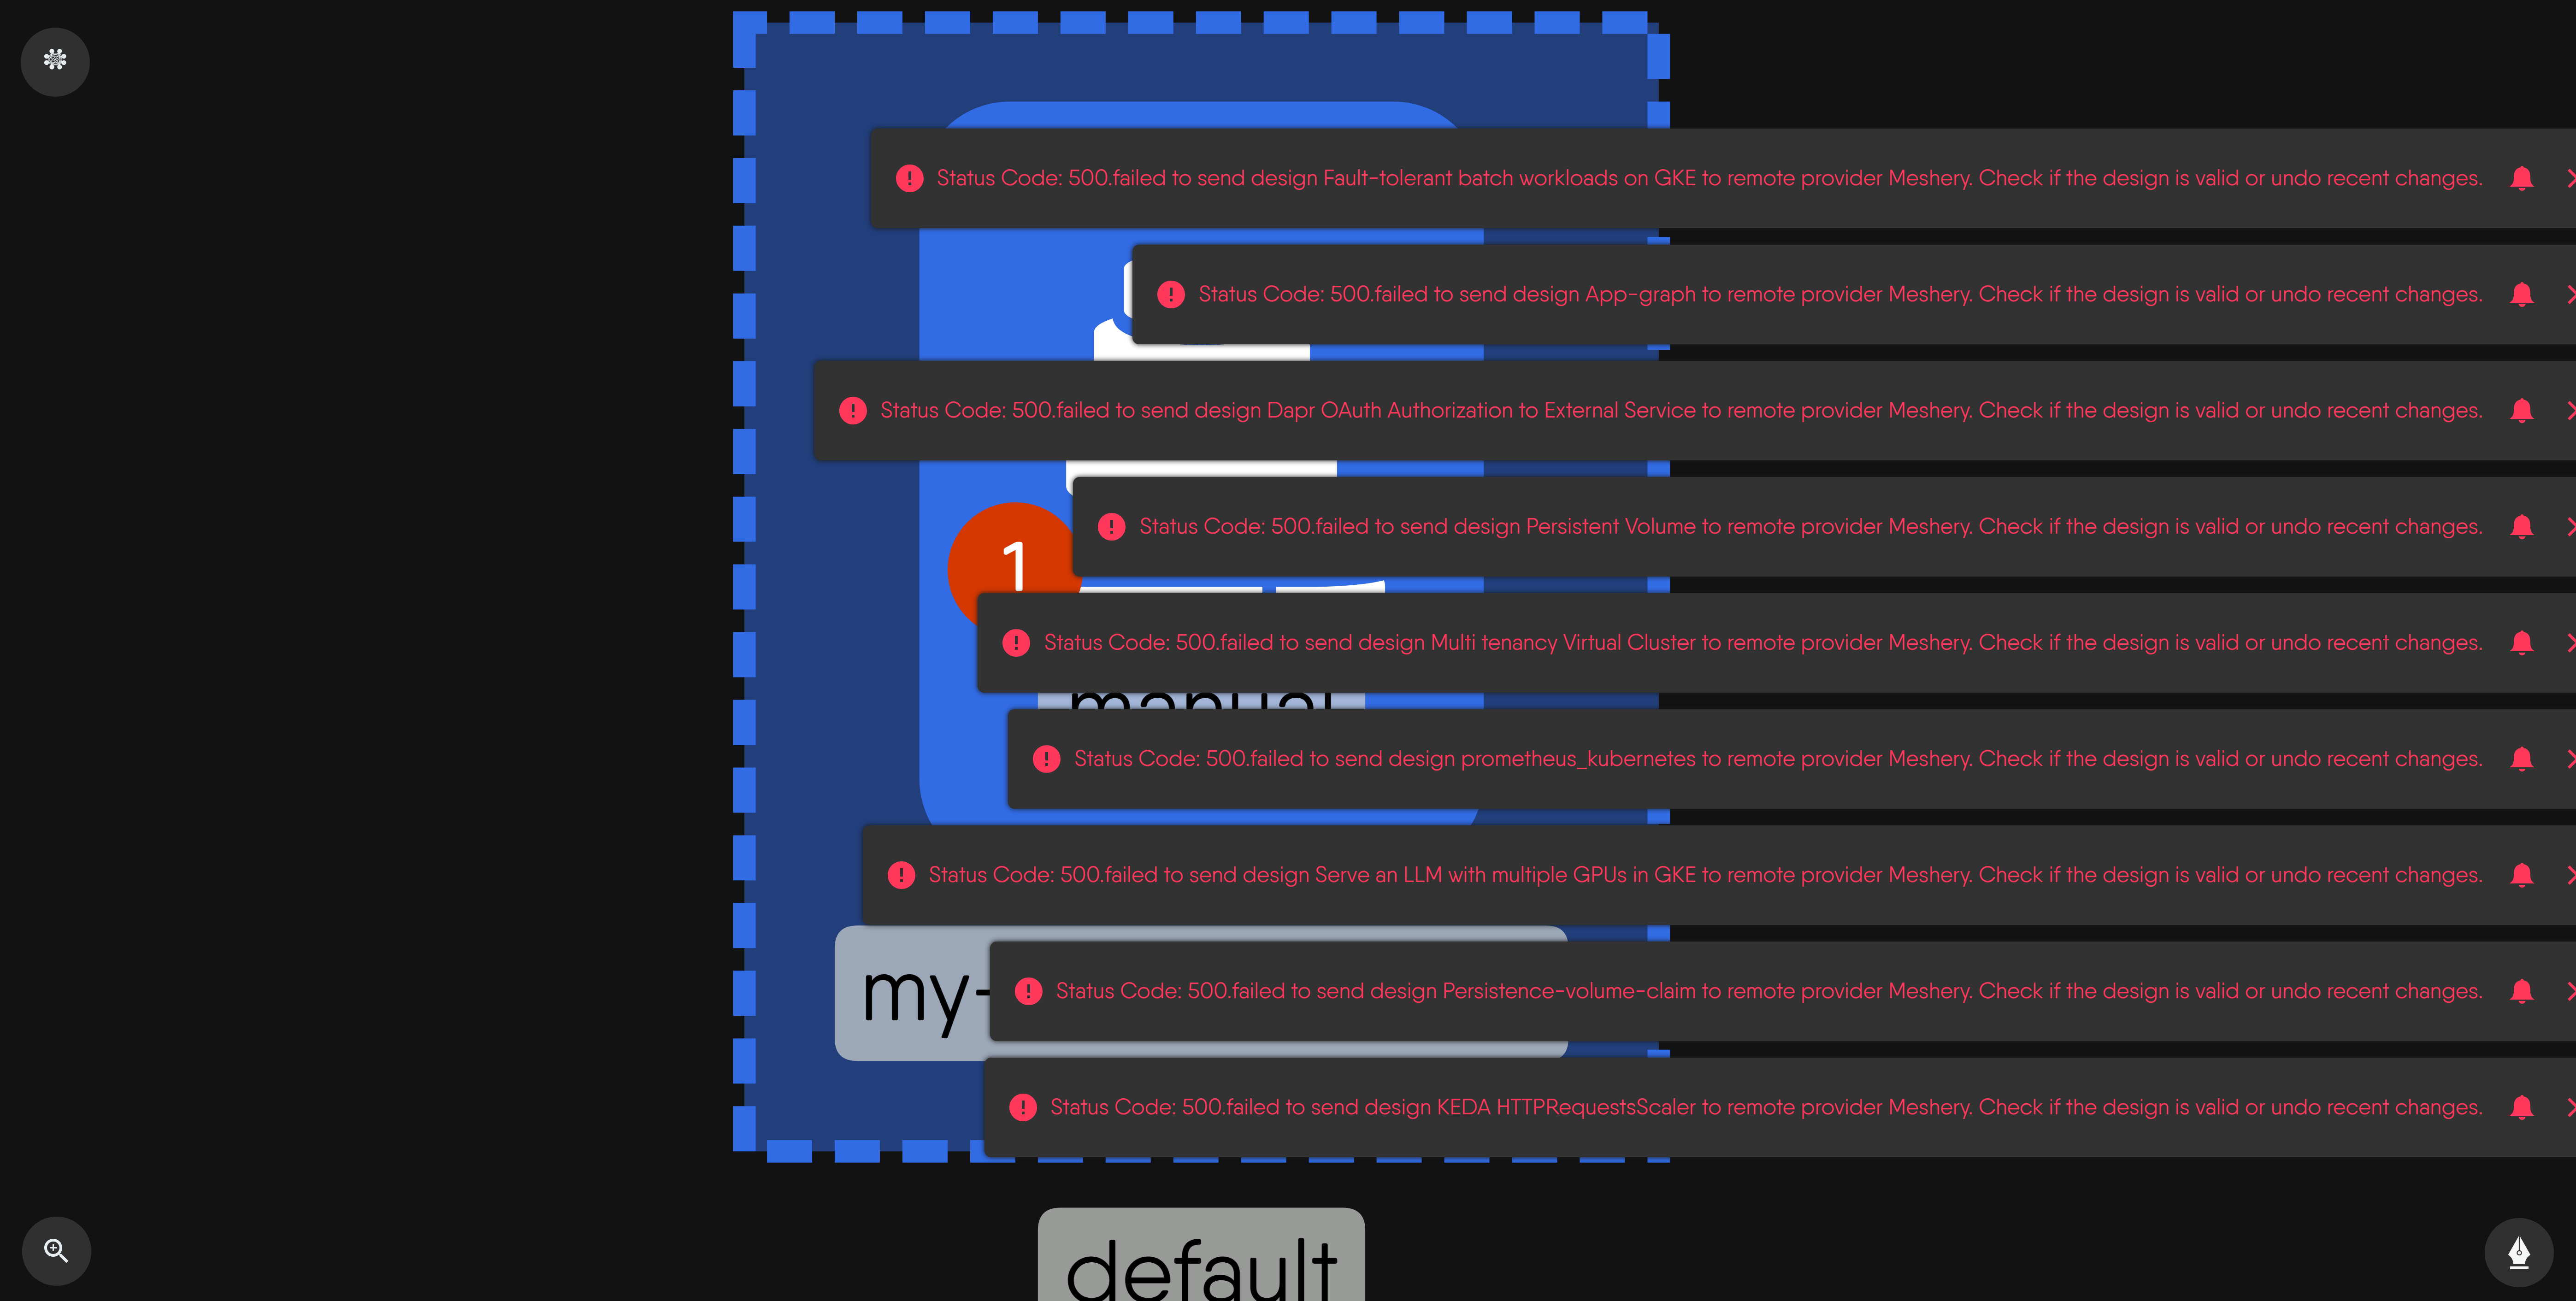 Status Code: 500.failed to send design Fault-tolerant batch workloads on GKE to remote provider Meshery. Check if the design is valid or undo recent changes.
Status Code: 500.failed to send design App-graph to remote provider Meshery. Check if the design is valid or undo recent changes.
Status Code: 500.failed to send design Dapr OAuth Authorization to External Service to remote provider Meshery. Check if the design is valid or undo recent changes.
Status Code: 500.failed to send design Persistent Volume to remote provider Meshery. Check if the design is valid or undo recent changes.
1
Status Code: 500.failed to send design Multi tenancy Virtual Cluster to remote provider Meshery. Check if the design is valid or undo recent changes.
manual
Status Code: 500.failed to send design prometheus_kubernetes to remote provider Meshery. Check if the design is valid or undo recent changes.
Status Code: 500.failed to send design Serve an LLM with multiple GPUs in GKE to remote provider Meshery. Check if the design is valid or undo recent changes.
my-
Status Code: 500.failed to send design Persistence-volume-claim to remote provider Meshery. Check if the design is valid or undo recent changes.
Status Code: 500.failed to send design KEDA HTTPRequestsScaler to remote provider Meshery. Check if the design is valid or undo recent changes.
default